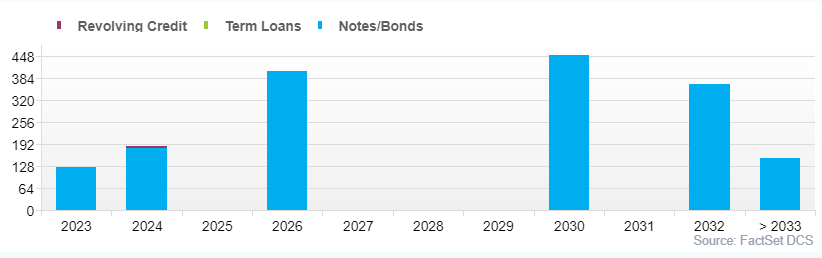 Revolving Credit Term Loans Notes/Bonds
448
384
320
256
192
128
64
0
2023 2024 2025 2026 2027 2028 2029 2030 2031 2032 > 2033
Source: FactSet DCS